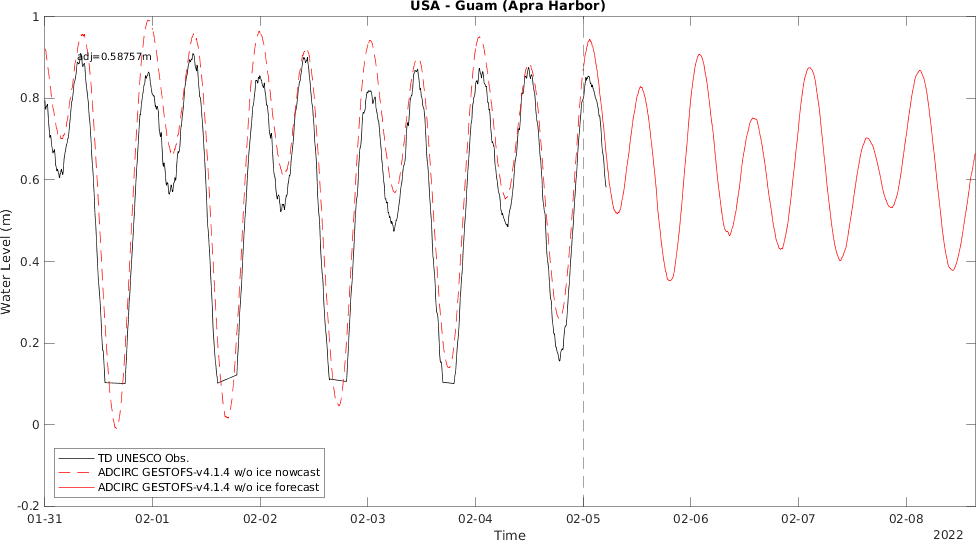 USA - Guam (Apra Harbor)
adj=0.58757m
1
0.8
0.6
0.4
0.2
0
-0.2
Water Level (m)
TD UNESCO Obs.
ADCIRC GESTOFS-v4.1.4 w/o ice nowcast
ADCIRC GESTOFS-v4.1.4 w/o ice forecast
01-31 02-01 02-02 02-03 02-04 02-05 02-06 02-07 02-08
Time
2022